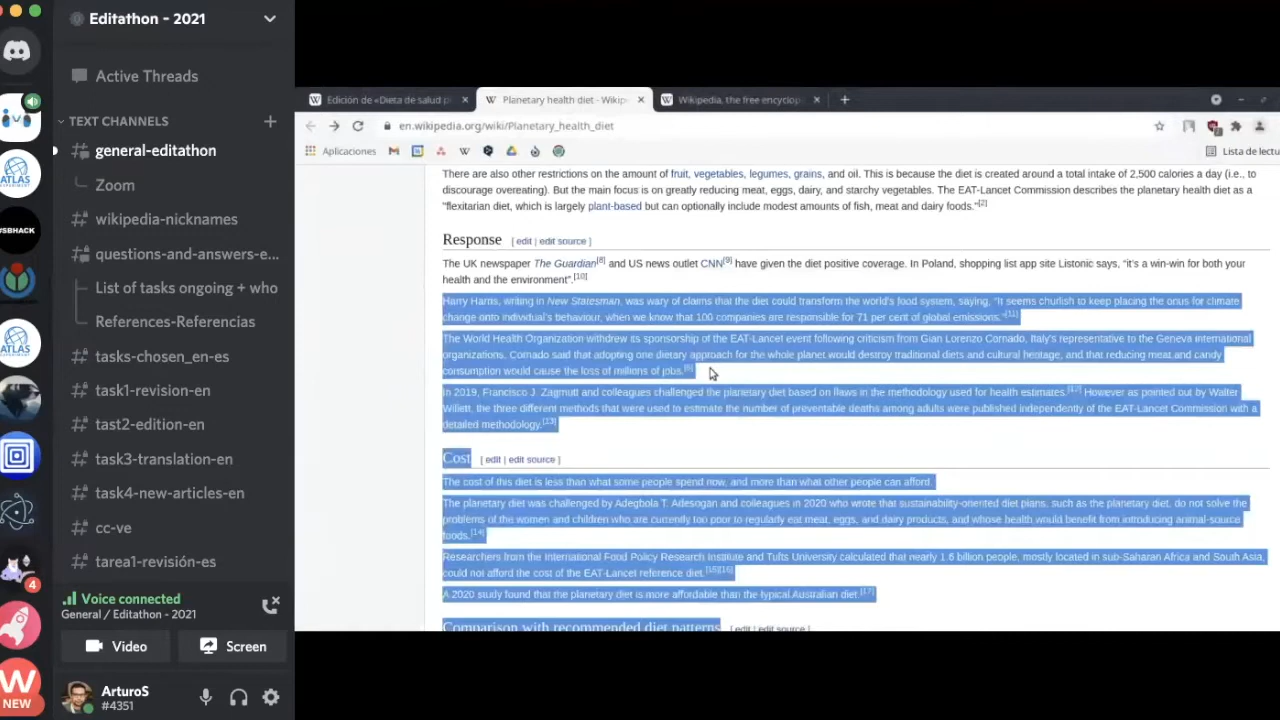 Editathon - 2021
Active Threads
TEXT CHANNELS
general-editathon
Zoom
wikipedia-nicknames
questions-and-answers-e...
List of tasks ongoing + who
References-Referencias
tasks-chosen_en-es
task1-revision-en
tast2-edition-en
task3-translation-en
task4-new-articles-en
cc-ve
tarea1-revisión-es
Voice connected
General / Editathon - 2021
Video
Screen
ArturoS
#4351
ATLAS
#SBHACK
ATLAS
4
W
NEW
Edición de «Dieta de salud p
Planetary health diet - Wikip
Wikipedia, the free encyclop
en.wikipedia.org/wiki/Planetary_health_diet
Aplicaciones
Lista de lectu
There are also other restrictions on the amount of fruit, vegetables, legumes, grains, and oil. This is because the diet is created around a total intake of 2,500 calories a day (i.e., to
discourage overeating). But the main focus is on greatly reducing meat, eggs, dairy, and starchy vegetables. The EAT-Lancet Commission describes the planetary health diet as a
"flexitarian diet, which is largely plant-based but can optionally include modest amounts of fish, meat and dairy foods."[2]
Response [ edit | edit source ]
The UK newspaper The Guardian[8] and US news outlet CNN[9] have given the diet positive coverage. In Poland, shopping list app site Listonic says, "it's a win-win for both your
health and the environment".[10]
Harry Harris, writing in New Statesman, was wary of claims that the diet could transform the world's food system, saying, "It seems churlish to keep placing the onus for climate
change onto individual's behaviour, when we know that 100 companies are responsible for 71 per cent of global emissions."[11]
The World Health Organization withdrew its sponsorship of the EAT-Lancet event following criticism from Gian Lorenzo Cornado, Italy's representative to the Geneva international
organizations. Cornado said that adopting one dietary approach for the whole planet would destroy traditional diets and cultural heritage, and that reducing meat and candy
consumption would cause the loss of millions of jobs.
In 2019, Francisco J. Zagmutt and colleagues challenged the planetary diet based on flaws in the methodology used for health estimates.[12] However as pointed out by Walter
Willett, the three different methods that were used to estimate the number of preventable deaths among adults were published independently of the EAT-Lancet Commission with a
detailed methodology.[13]
Cost [ edit | edit source ]
The cost of this diet is less than what some people spend now, and more than what other people can afford.
The planetary diet was challenged by Adegbola T. Adesogan and colleagues in 2020 who wrote that sustainability-oriented diet plans, such as the planetary diet, do not solve the
problems of the women and children who are currently too poor to regularly eat meat, eggs, and dairy products, and whose health would benefit from introducing animal-source
foods.[14]
Researchers from the International Food Policy Research Institute and Tufts University calculated that nearly 1.6 billion people, mostly located in sub-Saharan Africa and South Asia,
could not afford the cost of the EAT-Lancet reference diet.[15][16]
A 2020 study found that the planetary diet is more affordable than the typical Australian diet.[17]
Comparison with recommended diet patterns [ edit | edit source ]